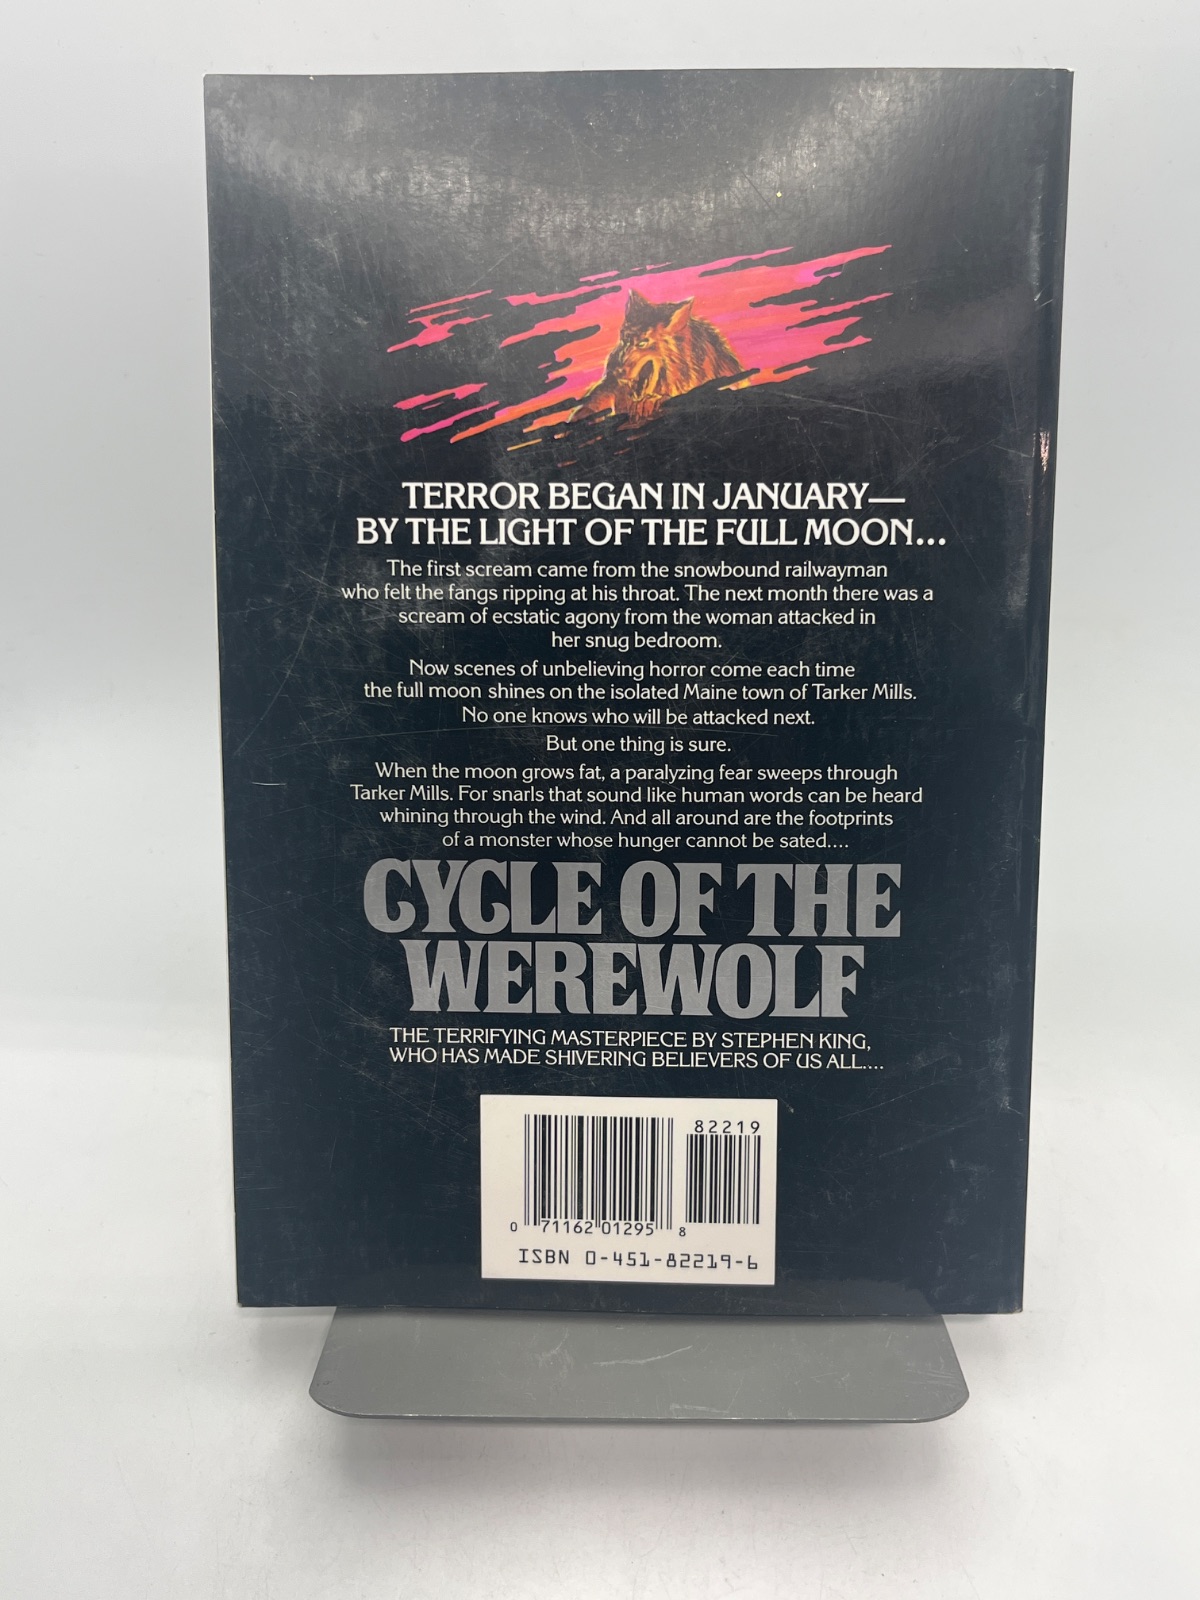 TERROR BEGAN IN JANUARY—
BY THE LIGHT OF THE FULL MOON...
The first scream came from the snowbound railwayman
who felt the fangs ripping at his throat. The next month there was a
scream of ecstatic agony from the woman attacked in
her snug bedroom.
Now scenes of unbelieving horror come each time
the full moon shines on the isolated Maine town of Tarker Mills.
No one knows who will be attacked next.
But one thing is sure.
When the moon grows fat, a paralyzing fear sweeps through
Tarker Mills. For snarls that sound like human words can be heard
whining through the wind. And all around are the footprints
of a monster whose hunger cannot be sated....
CYCLE OF THE
WEREWOLF
THE TERRIFYING MASTERPIECE BY STEPHEN KING,
WHO HAS MADE SHIVERING BELIEVERS OF US ALL....
82219
0 71162 01295 8
ISBN 0-451-82219-6